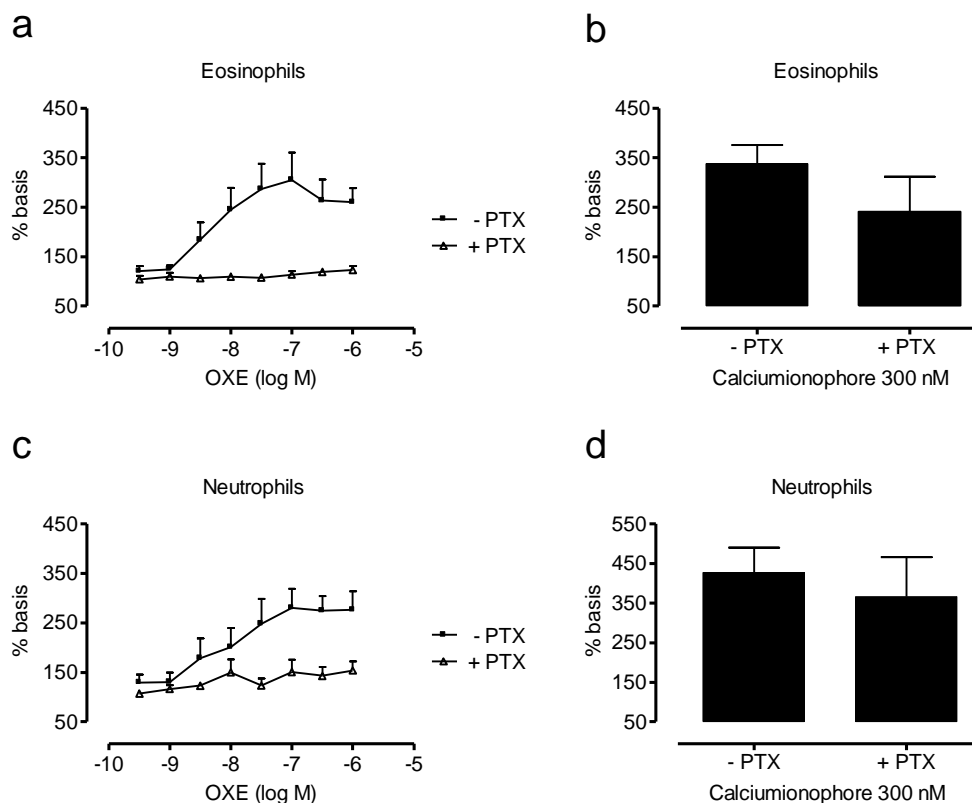 a
Eosinophils
450
350
250
150
50
% basis
-10 -9 -8 -7 -6 -5
OXE (log M)
- PTX
+ PTX
b
Eosinophils
450
350
250
150
50
% basis
- PTX + PTX
Calciumionophore 300 nM
c
Neutrophils
450
350
250
150
50
% basis
-10 -9 -8 -7 -6 -5
OXE (log M)
- PTX
+ PTX
d
Neutrophils
550
450
350
250
150
50
% basis
- PTX + PTX
Calciumionophore 300 nM